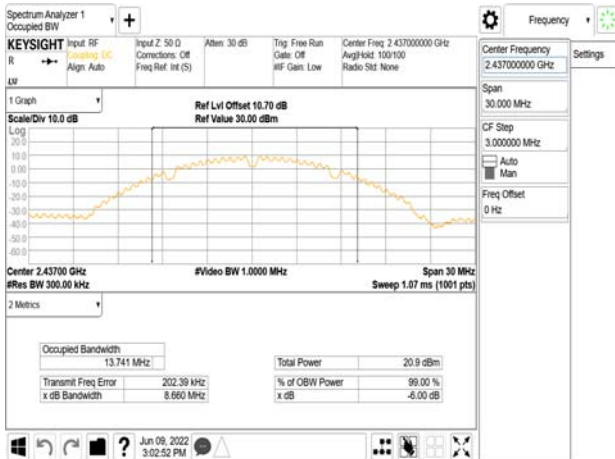 Spectrum Analyzer 1
Occupied BW
+
Frequency
KEYSIGHT
R
Input: RF
Coupling: DC
Align: Auto
Input Z: 50 Ω
Corrections: Off
Freq Ref: Int (S)
Atten: 30 dB
Trig: Free Run
Gate: Off
#IF Gain: Low
Center Freq: 2.437000000 GHz
Avg|Hold: 100/100
Radio Std: None
1 Graph
Scale/Div 10.0 dB
Ref Lvl Offset 10.70 dB
Ref Value 30.00 dBm
Log
20.0
10.0
0.00
-10.0
-20.0
-30.0
-40.0
-50.0
-60.0
Center 2.43700 GHz
#Res BW 300.00 kHz
#Video BW 1.0000 MHz
Span 30 MHz
Sweep 1.07 ms (1001 pts)
2 Metrics
Occupied Bandwidth
13.741 MHz
Total Power 20.9 dBm
Transmit Freq Error 202.39 kHz
% of OBW Power 99.00 %
x dB Bandwidth 8.660 MHz
x dB -6.00 dB
?
Jun 09, 2022
3:02:52 PM
Center Frequency
2.437000000 GHz
Settings
Span
30.000 MHz
CF Step
3.000000 MHz
Auto
Man
Freq Offset
0 Hz